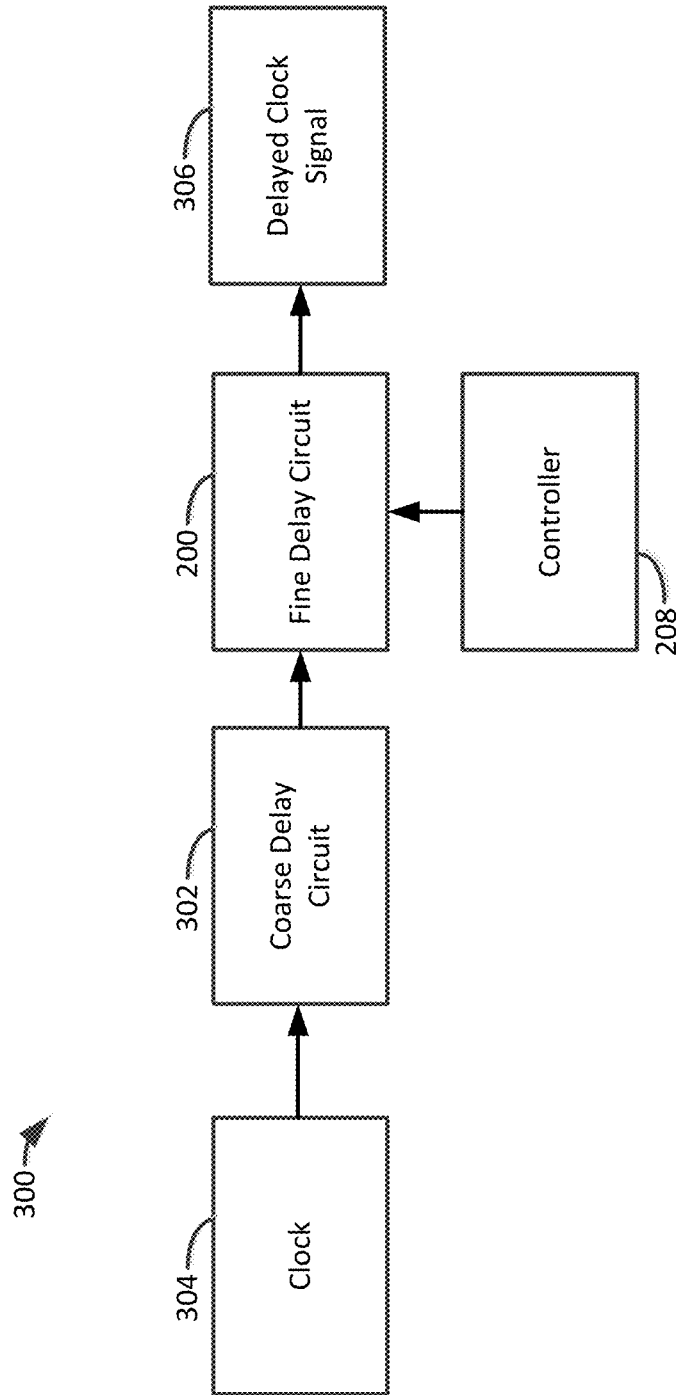 300
304
Clock
302
Coarse Delay
Circuit
200
Fine Delay Circuit
306
Delayed Clock
Signal
Controller
208